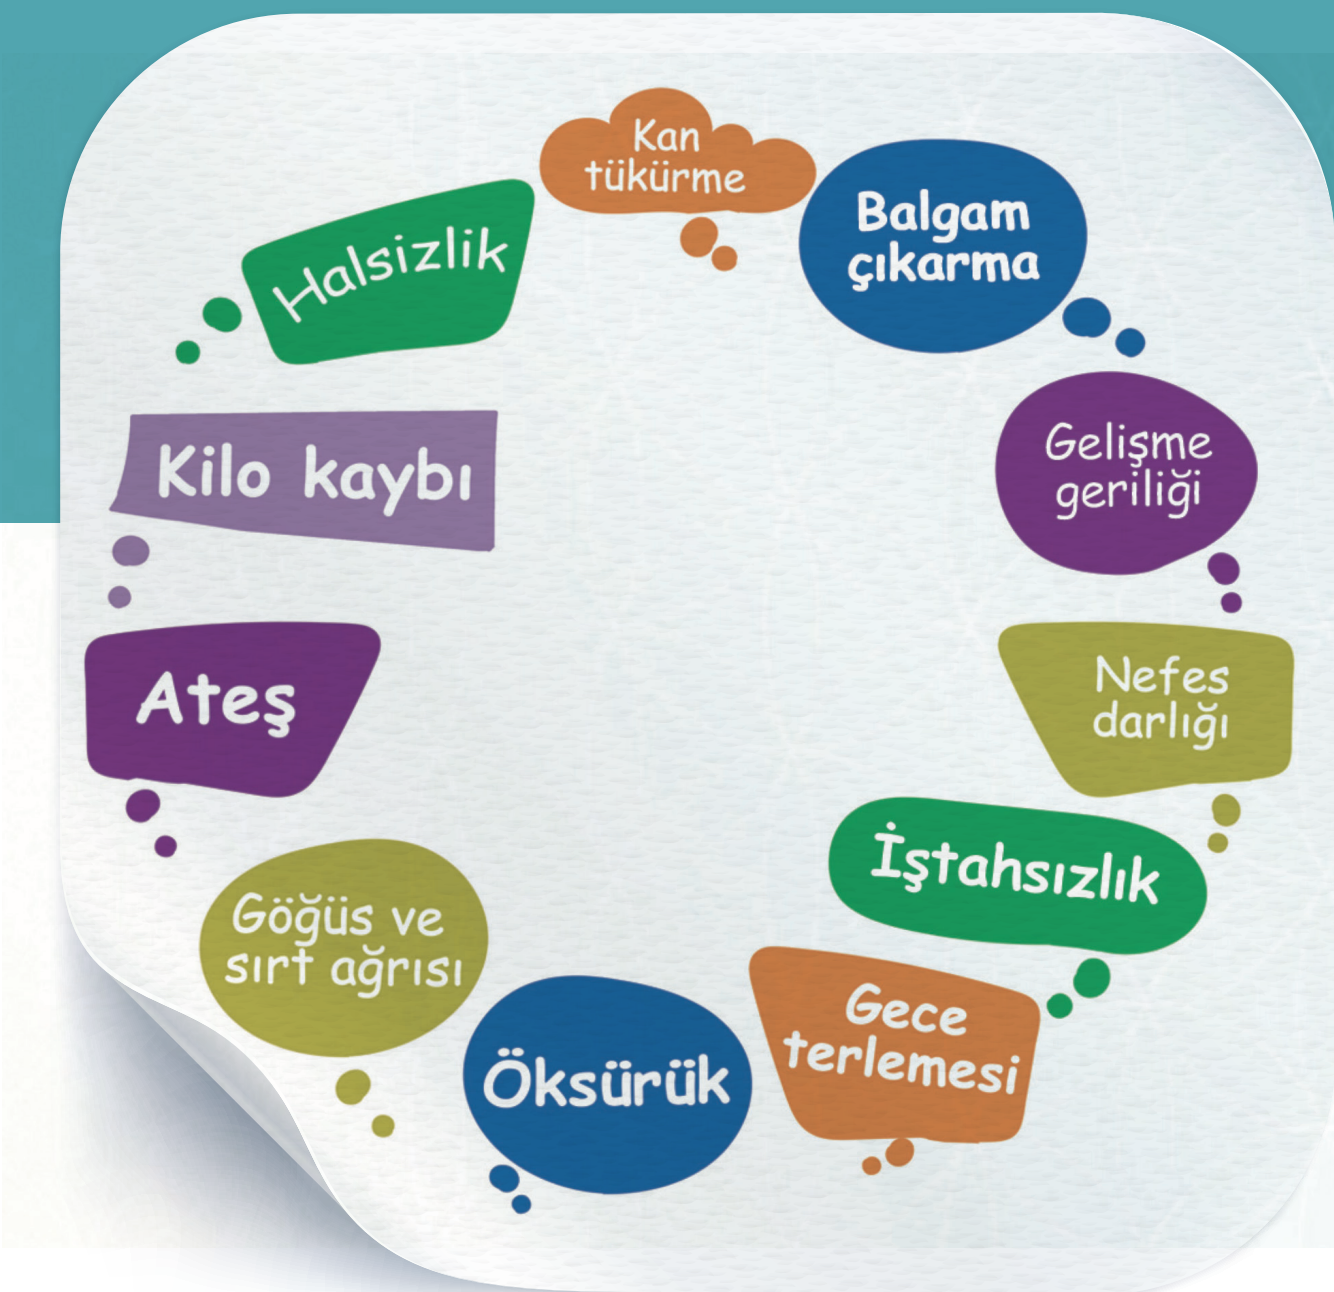 Kan
tükürme
Balgam
çıkarma
Halsizlik
Gelişme
geriliği
Kilo kaybı
Nefes
darlığı
Ateş
İştahsızlık
Göğüs ve
sırt ağrısı
Gece
terlemesi
Öksürük